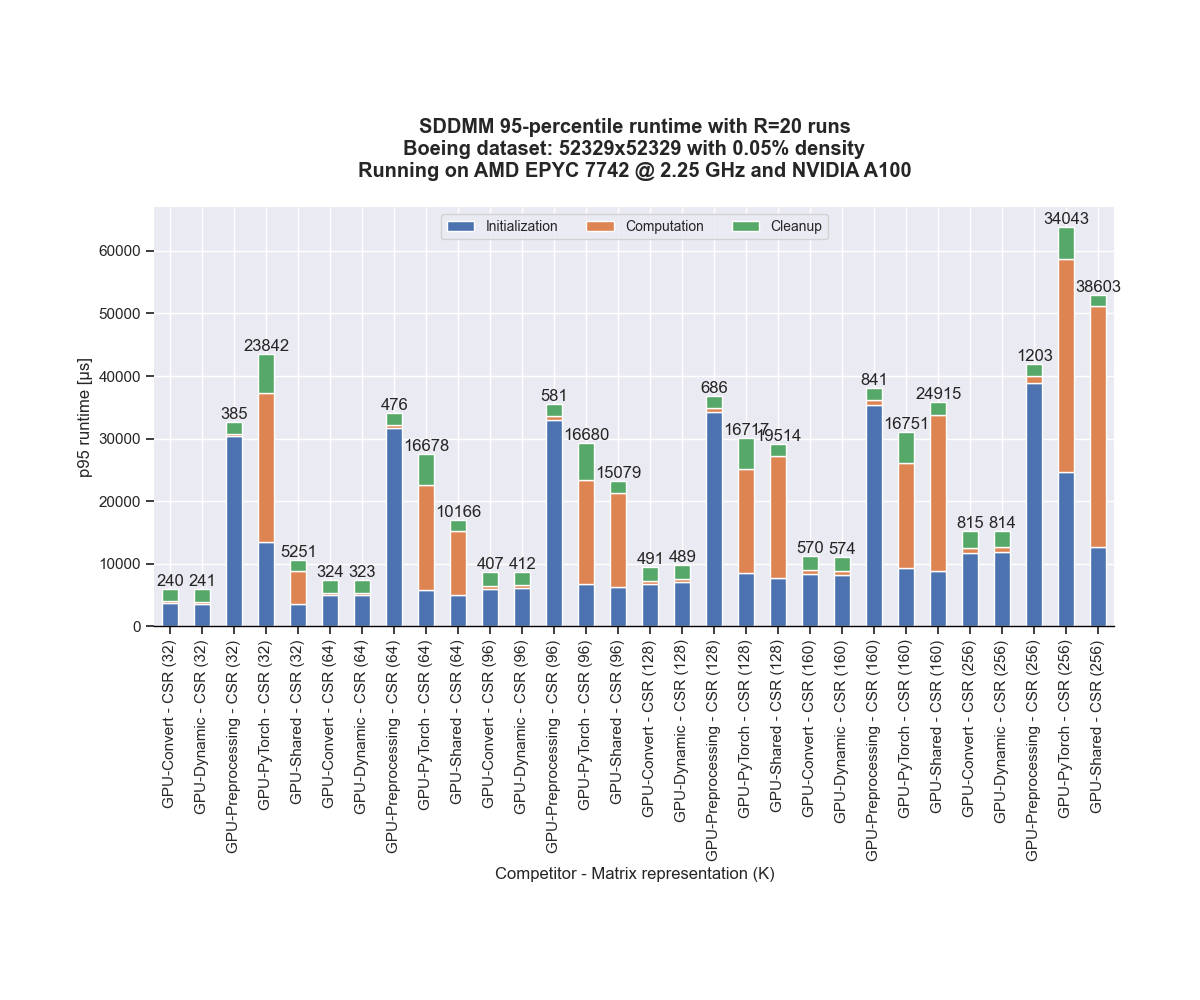 SDDMM 95-percentile runtime with R=20 runs
Boeing dataset: 52329x52329 with 0.05% density
Running on AMD EPYC 7742 @ 2.25 GHz and NVIDIA A100
Initialization
Computation
Cleanup
p95 runtime [µs]
60000
50000
40000
30000
20000
10000
0
240
241
385
23842
5251
324
323
476
16678
10166
407
412
581
16680
15079
491
489
686
16717
19514
570
574
841
16751
24915
815
814
1203
34043
38603
GPU-Convert - CSR (32)
GPU-Dynamic - CSR (32)
GPU-Preprocessing - CSR (32)
GPU-PyTorch - CSR (32)
GPU-Shared - CSR (32)
GPU-Convert - CSR (64)
GPU-Dynamic - CSR (64)
GPU-Preprocessing - CSR (64)
GPU-PyTorch - CSR (64)
GPU-Shared - CSR (64)
GPU-Convert - CSR (96)
GPU-Dynamic - CSR (96)
GPU-Preprocessing - CSR (96)
GPU-PyTorch - CSR (96)
GPU-Shared - CSR (96)
GPU-Convert - CSR (128)
GPU-Dynamic - CSR (128)
GPU-Preprocessing - CSR (128)
GPU-PyTorch - CSR (128)
GPU-Shared - CSR (128)
GPU-Convert - CSR (160)
GPU-Dynamic - CSR (160)
GPU-Preprocessing - CSR (160)
GPU-PyTorch - CSR (160)
GPU-Shared - CSR (160)
GPU-Convert - CSR (256)
GPU-Dynamic - CSR (256)
GPU-Preprocessing - CSR (256)
GPU-PyTorch - CSR (256)
GPU-Shared - CSR (256)
Competitor - Matrix representation (K)